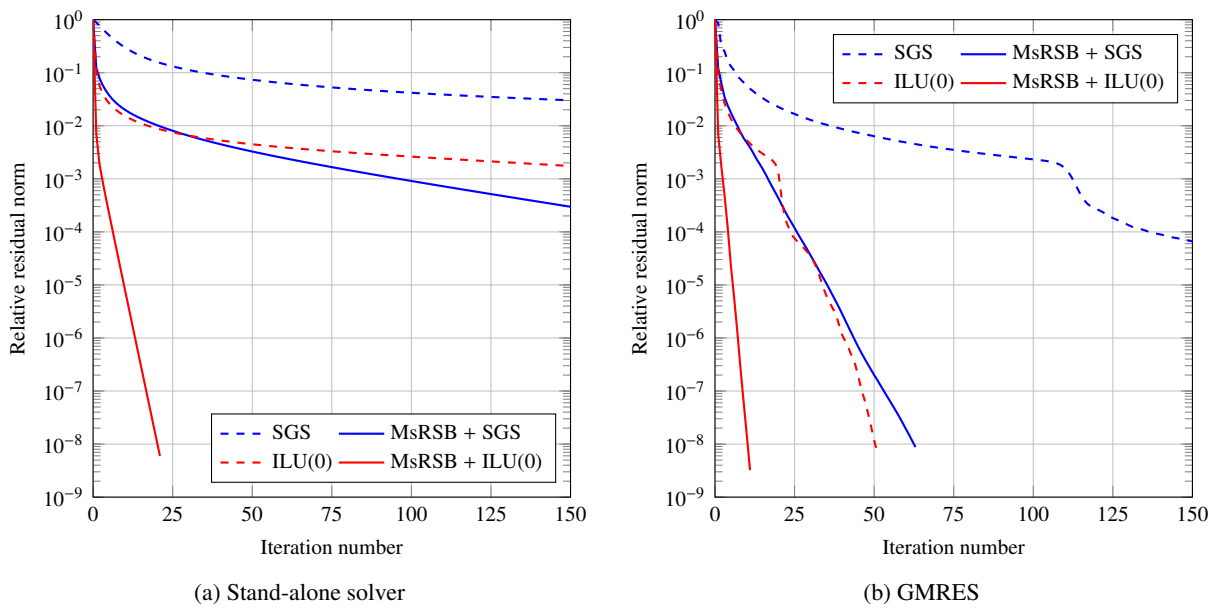 10^0
10^−1
10^−2
10^−3
10^−4
10^−5
10^−6
10^−7
10^−8
10^−9
Relative residual norm
0 25 50 75 100 125 150
Iteration number
SGS MsRSB + SGS
ILU(0) MsRSB + ILU(0)
(a) Stand-alone solver
10^0
10^−1
10^−2
10^−3
10^−4
10^−5
10^−6
10^−7
10^−8
10^−9
Relative residual norm
0 25 50 75 100 125 150
Iteration number
SGS MsRSB + SGS
ILU(0) MsRSB + ILU(0)
(b) GMRES